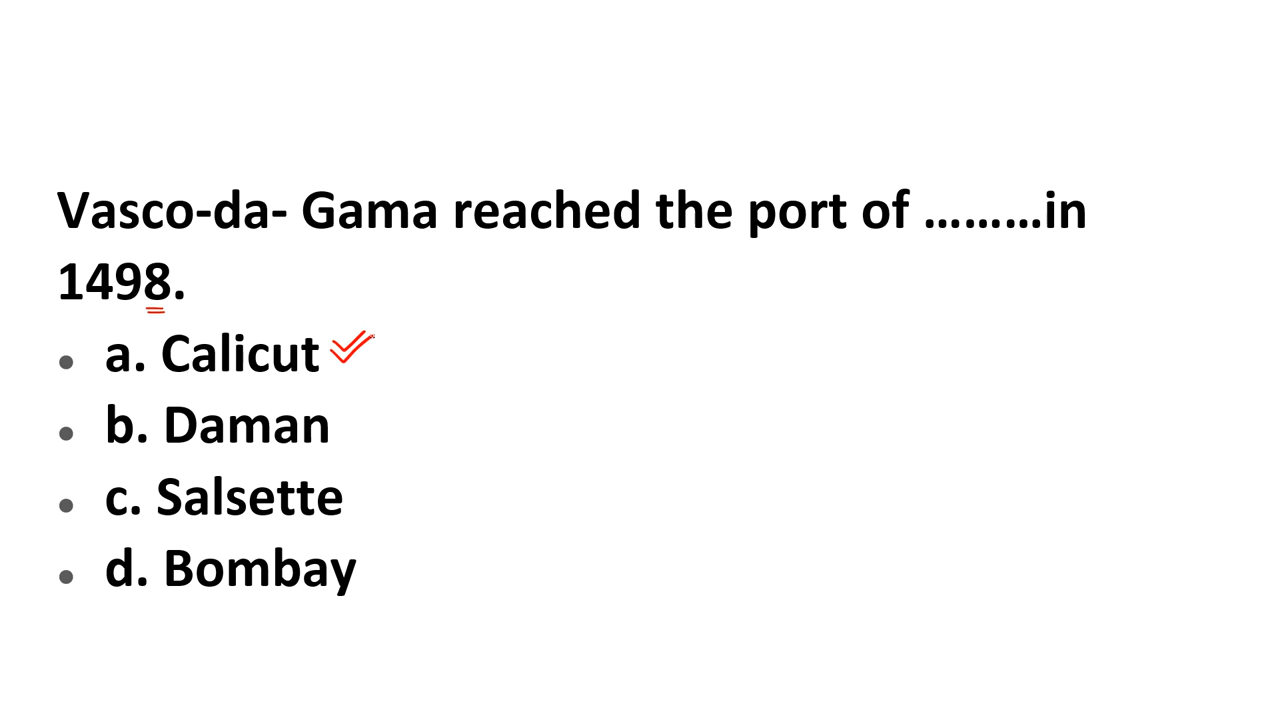 Vasco-da- Gama reached the port of ………in
1498.
• a. Calicut
• b. Daman
• c. Salsette
• d. Bombay